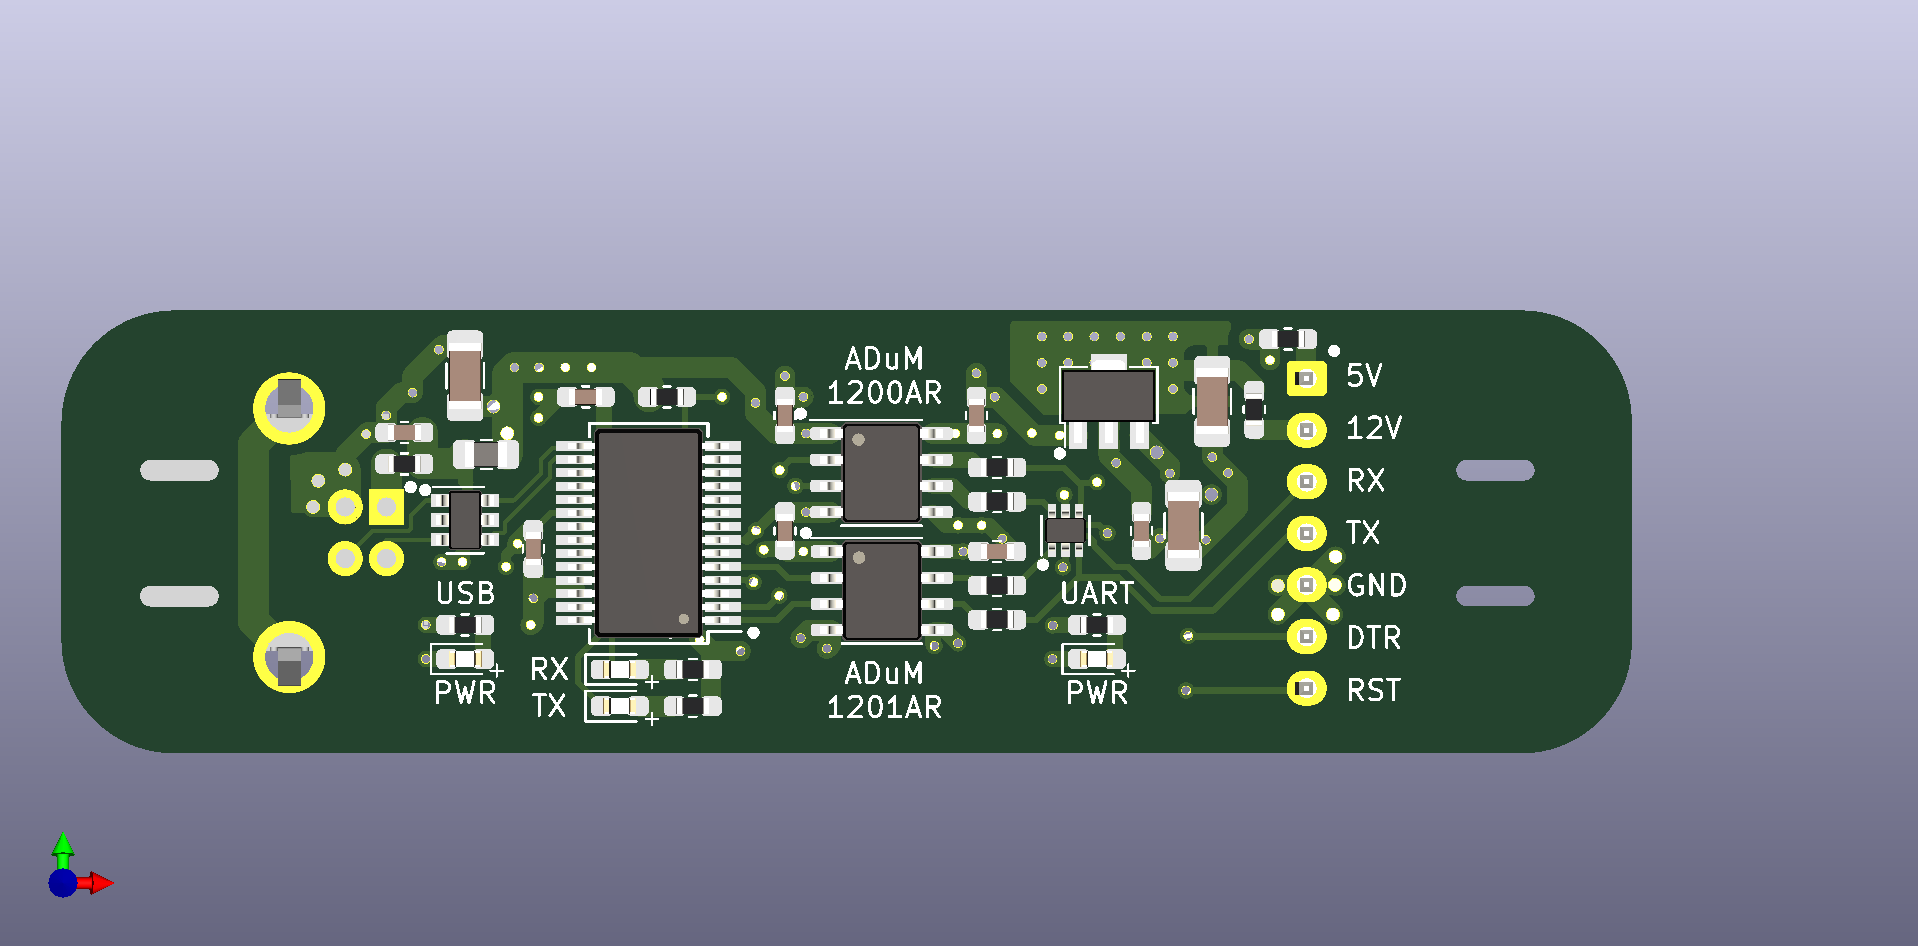 ADuM
1200AR
5V
12V
RX
TX
GND
DTR
RST
USB
PWR
RX
TX
ADuM
1201AR
UART
PWR